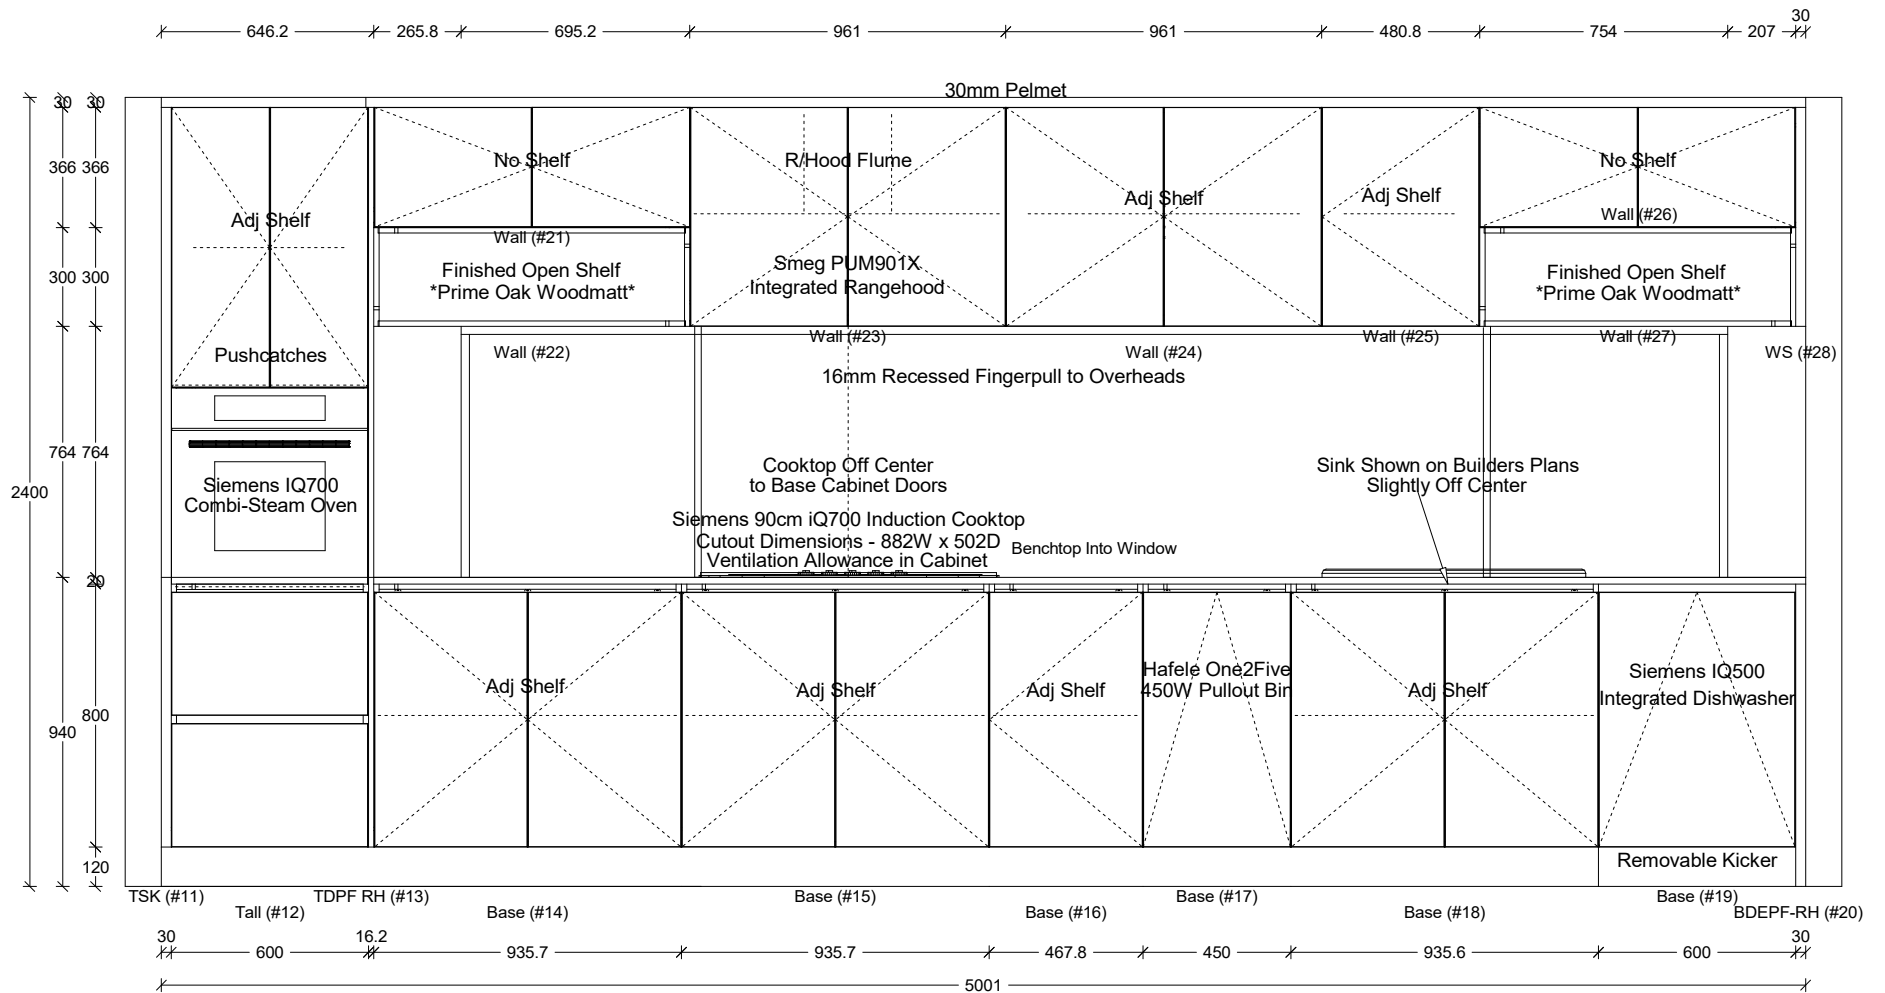 646.2
265.8
695.2
961
961
480.8
754
207
30
30mm Pelmet
30
30
366
366
300
300
764
764
2400
20
800
940
120
Adj Shelf
No Shelf
R/Hood Flume
Adj Shelf
Adj Shelf
No Shelf
Wall (#26)
Wall (#21)
Finished Open Shelf
*Prime Oak Woodmatt*
Smeg PUM901X
Integrated Rangehood
Finished Open Shelf
*Prime Oak Woodmatt*
Pushcatches
Wall (#22)
Wall (#23)
Wall (#24)
Wall (#25)
Wall (#27)
WS (#28)
16mm Recessed Fingerpull to Overheads
Siemens IQ700
Combi-Steam Oven
Cooktop Off Center
to Base Cabinet Doors
Sink Shown on Builders Plans
Slightly Off Center
Siemens 90cm iQ700 Induction Cooktop
Cutout Dimensions - 882W x 502D
Ventilation Allowance in Cabinet
Benchtop Into Window
Adj Shelf
Adj Shelf
Adj Shelf
Hafele One2Five
450W Pullout Bin
Adj Shelf
Siemens IQ500
Integrated Dishwasher
Removable Kicker
TSK (#11)
Tall (#12)
TDPF RH (#13)
Base (#14)
Base (#15)
Base (#16)
Base (#17)
Base (#18)
Base (#19)
BDEPF-RH (#20)
30
600
16.2
935.7
935.7
467.8
450
935.6
600
30
5001